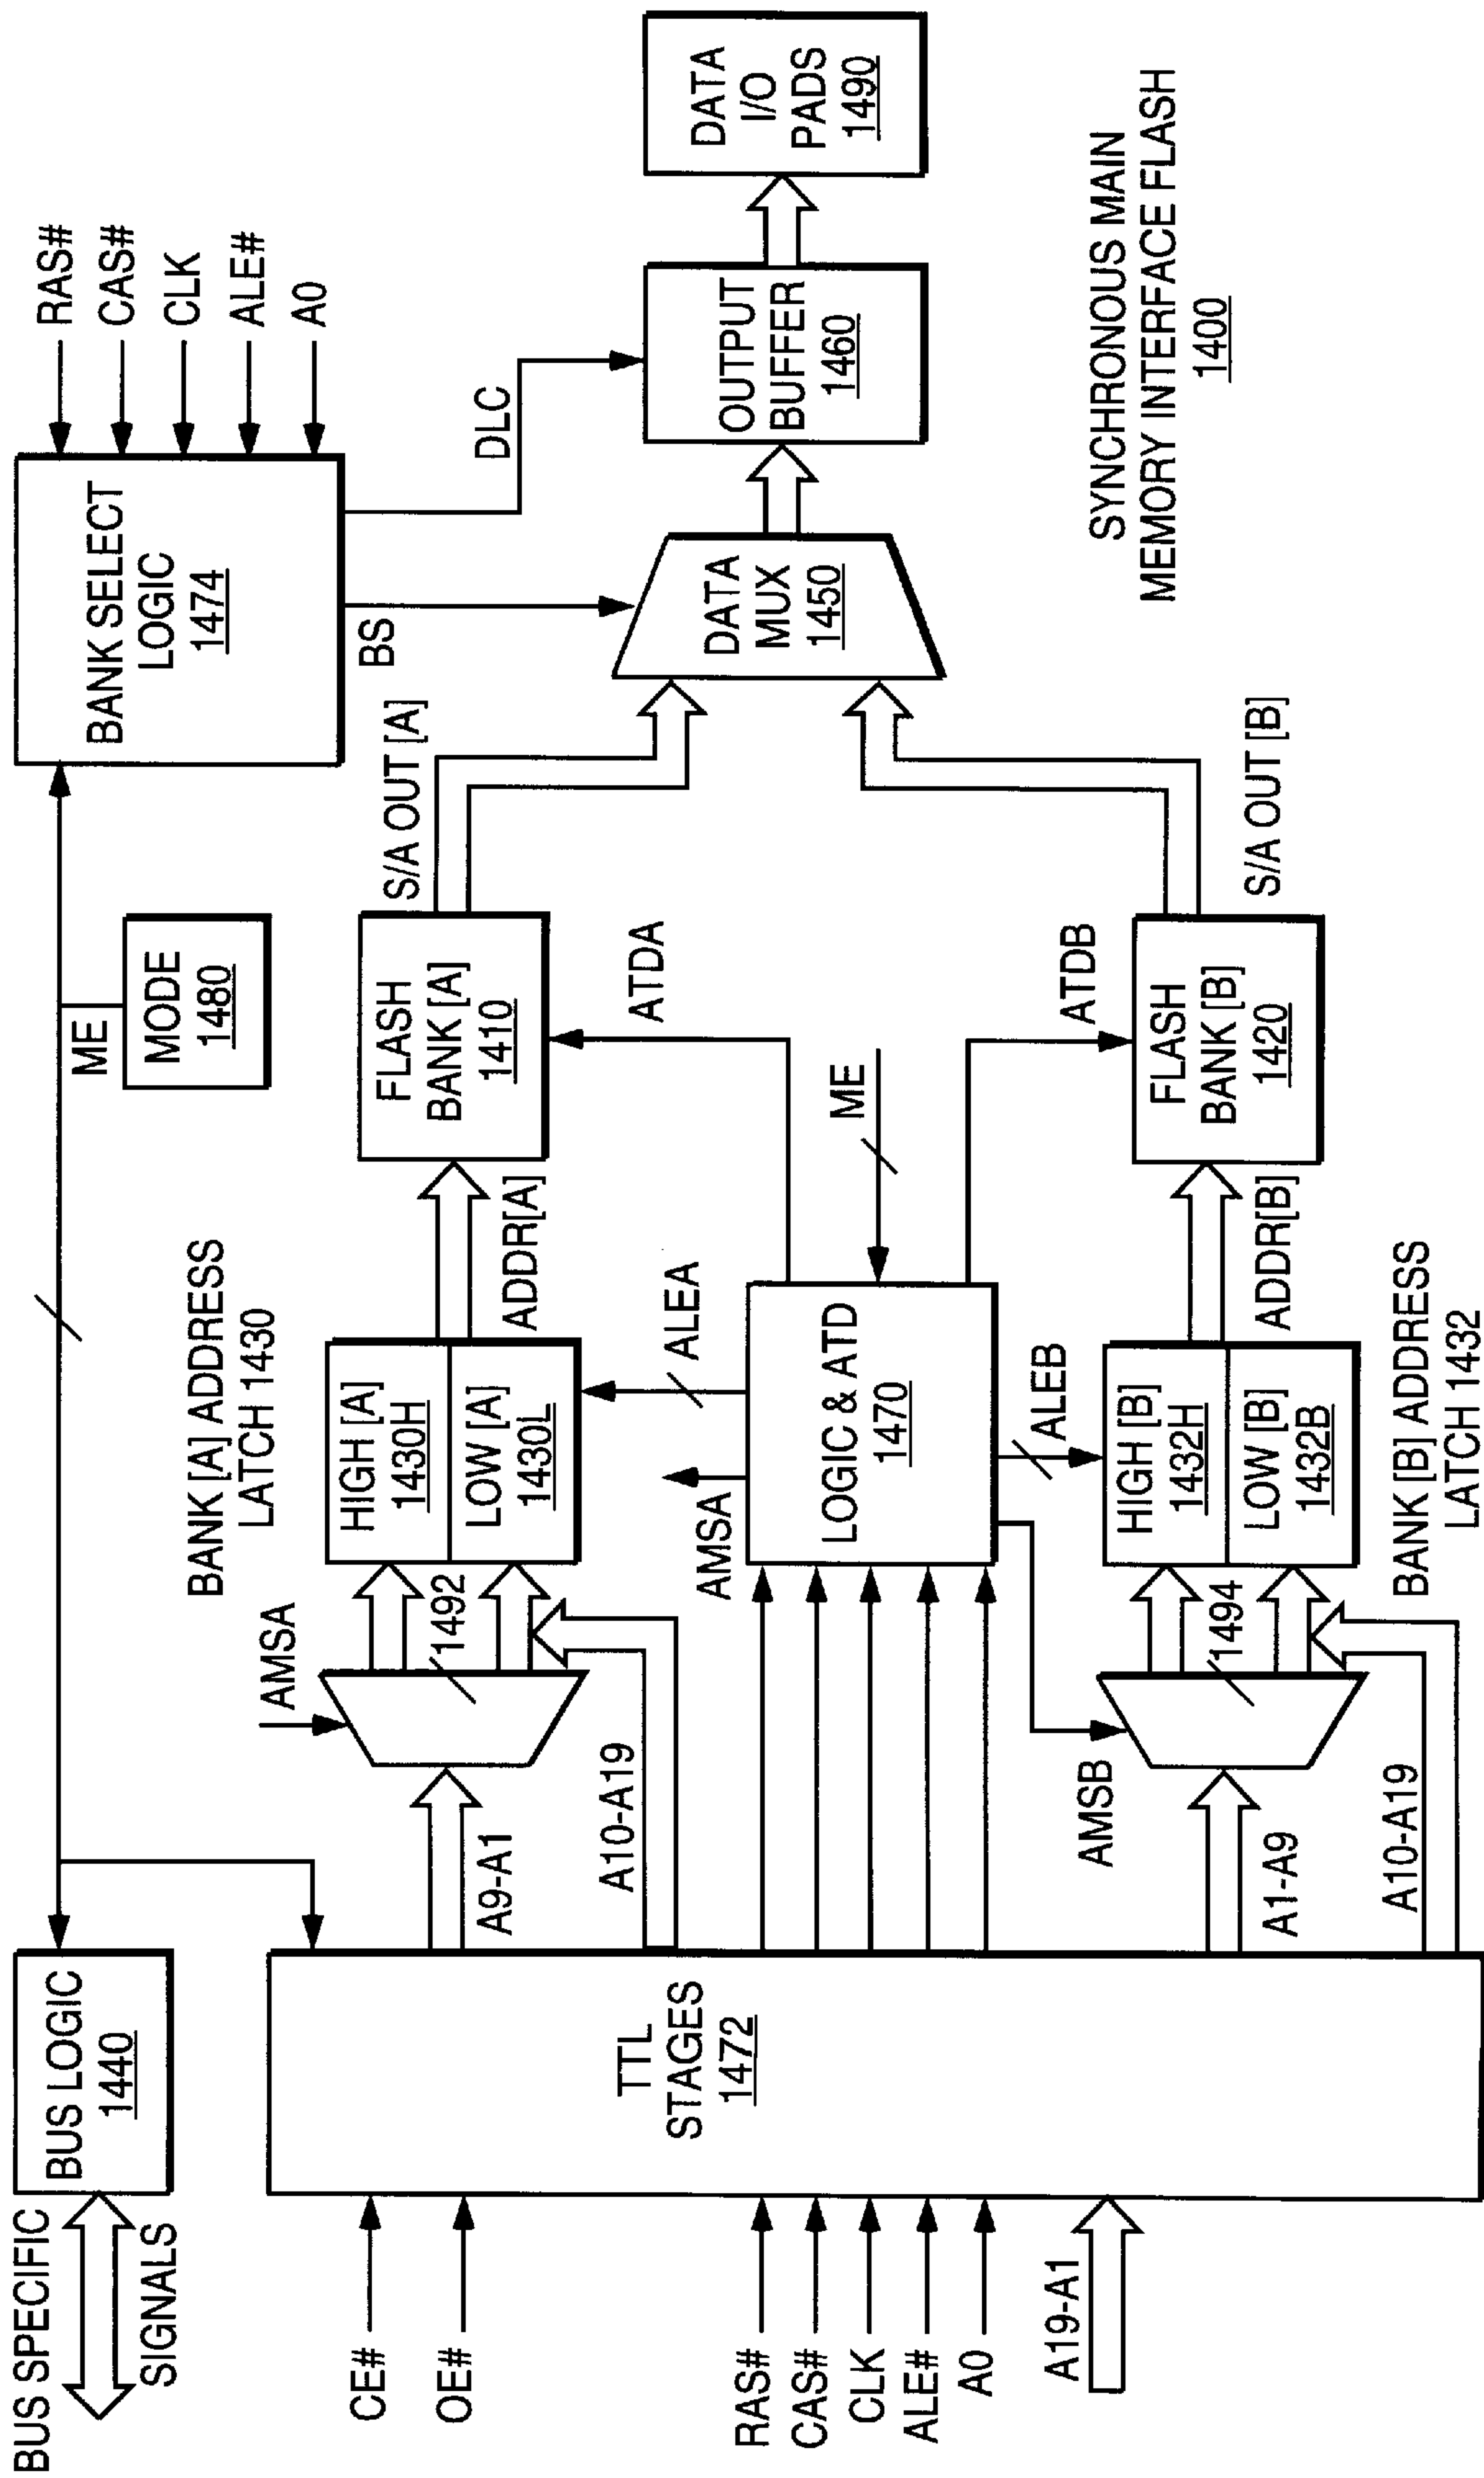 BUS SPECIFIC
SIGNALS
BUS LOGIC
1440
ME
MODE
1480
BANK SELECT
LOGIC
1474
RAS#
CAS#
CLK
ALE#
A0
BS
DLC
CE#
OE#
RAS#
CAS#
CLK
ALE#
A0
A19-A1
TTL
STAGES
1472
A9-A1
A10-A19
AMSA
1492
BANK [A] ADDRESS
LATCH 1430
HIGH [A]
1430H
LOW [A]
1430L
ADDR[A]
FLASH
BANK [A]
1410
S/A OUT [A]
AMSA
ALEA
ATDA
LOGIC & ATD
1470
ME
ALEB
ATDB
AMSB
A1-A9
A10-A19
1494
HIGH [B]
1432H
LOW [B]
1432B
BANK [B] ADDRESS
LATCH 1432
ADDR[B]
FLASH
BANK [B]
1420
S/A OUT [B]
DATA
MUX
1450
OUTPUT
BUFFER
1460
DATA
I/O
PADS
1490
SYNCHRONOUS MAIN
MEMORY INTERFACE FLASH
1400